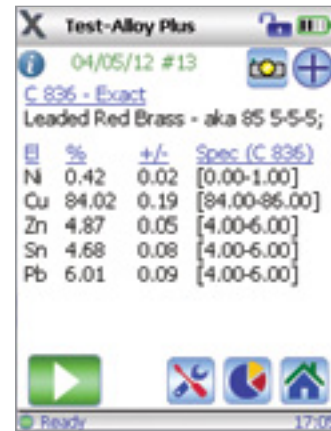 X Test-Alloy Plus
i 04/05/12 #13
C 836 - Exact
Leaded Red Brass - aka 85 5-5-5;
El % +/- Spec (C 836)
Ni 0.42 0.02 [0.00-1.00]
Cu 84.02 0.19 [84.00-86.00]
Zn 4.87 0.05 [4.00-6.00]
Sn 4.68 0.08 [4.00-6.00]
Pb 6.01 0.09 [4.00-6.00]
Ready 17:05